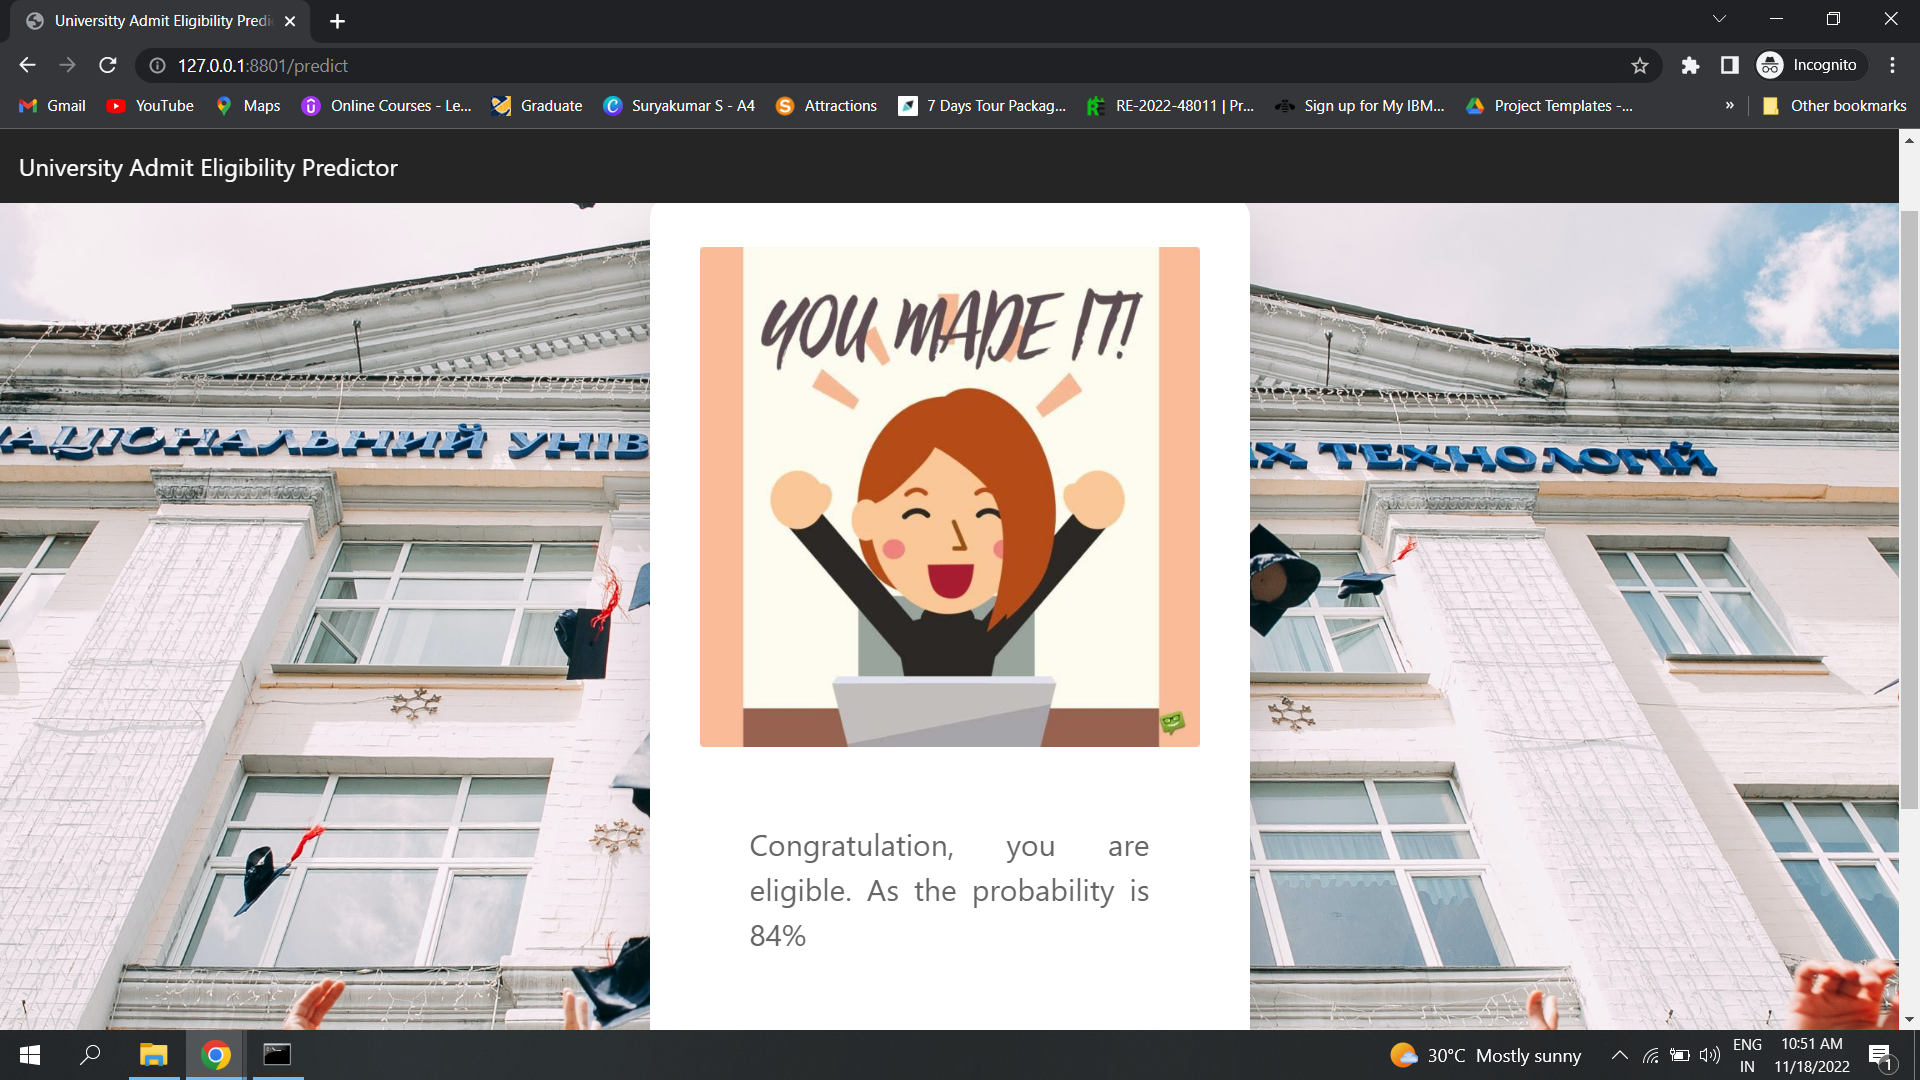 Universitty Admit Eligibility Predi
127.0.0.1:8801/predict
Incognito
Gmail
YouTube
Maps
Online Courses - Le...
Graduate
Suryakumar S - A4
Attractions
7 Days Tour Packag...
RE-2022-48011 | Pr...
Sign up for My IBM...
Project Templates -...
»
Other bookmarks
University Admit Eligibility Predictor
YOU MADE IT!
НАЦІОНАЛЬНИЙ УНІВ
ИХ ТЕХНОЛОГІЙ
Congratulation, you are
eligible. As the probability is
84%
30°C Mostly sunny
ENG
IN
10:51 AM
11/18/2022
1